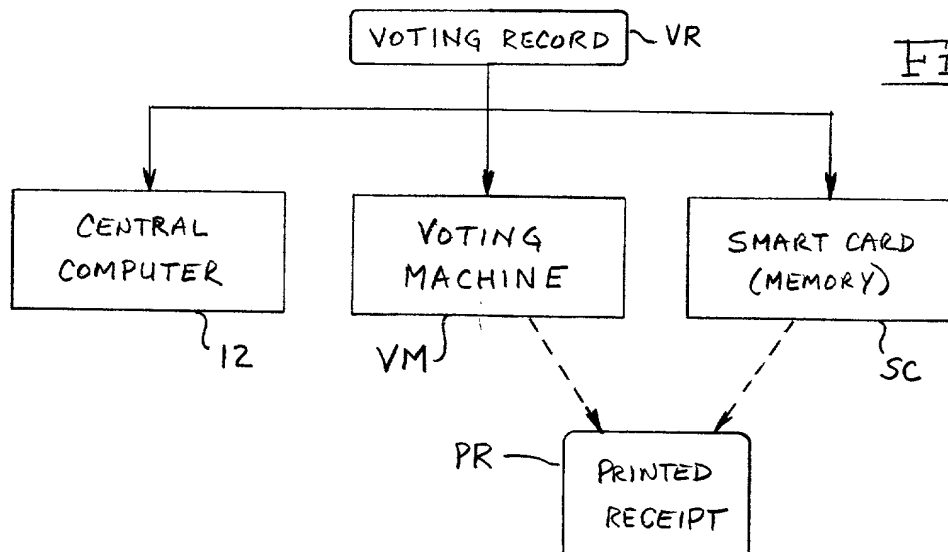 VOTING RECORD VR
CENTRAL
COMPUTER
12
VOTING
MACHINE
VM
SMART CARD
(MEMORY)
SC
PR
PRINTED
RECEIPT